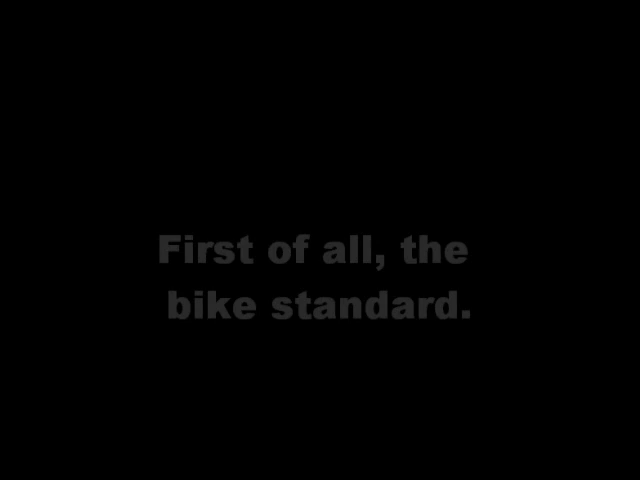 First of all, the
bike standard.